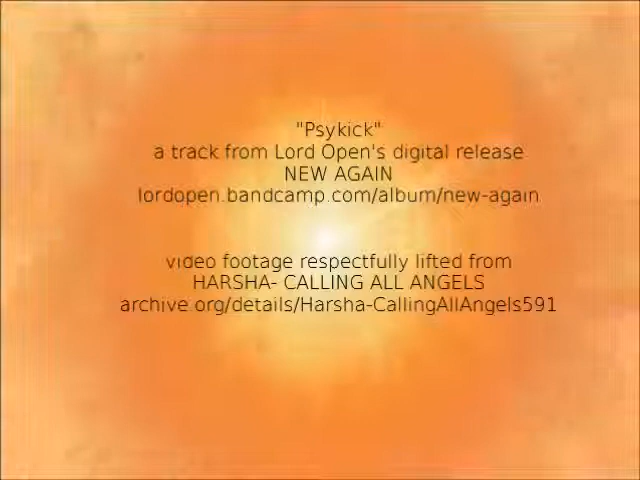 "Psykick"
a track from Lord Open's digital release
NEW AGAIN
lordopen.bandcamp.com/album/new-again
video footage respectfully lifted from
HARSHA- CALLING ALL ANGELS
archive.org/details/Harsha-CallingAllAngels591